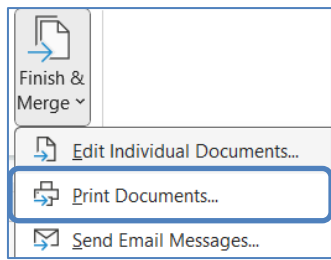 Finish &
Merge
Edit Individual Documents...
Print Documents...
Send Email Messages...